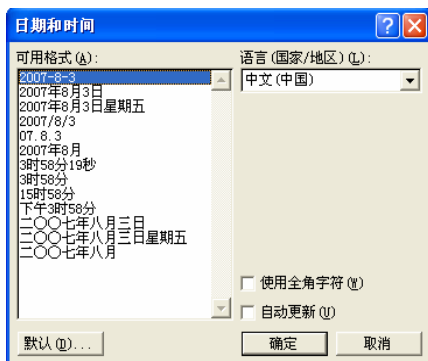 日期和时间
可用格式(A):
语言(国家/地区)(L):
2007-8-3
中文(中国)
2007年8月3日
2007年8月3日星期五
2007/8/3
07.8.3
2007年8月
3时58分19秒
3时58分
15时58分
下午3时58分
二〇〇七年八月三日
二〇〇七年八月三日星期五
二〇〇七年八月
使用全角字符(W)
自动更新(U)
默认(D)...
确定
取消